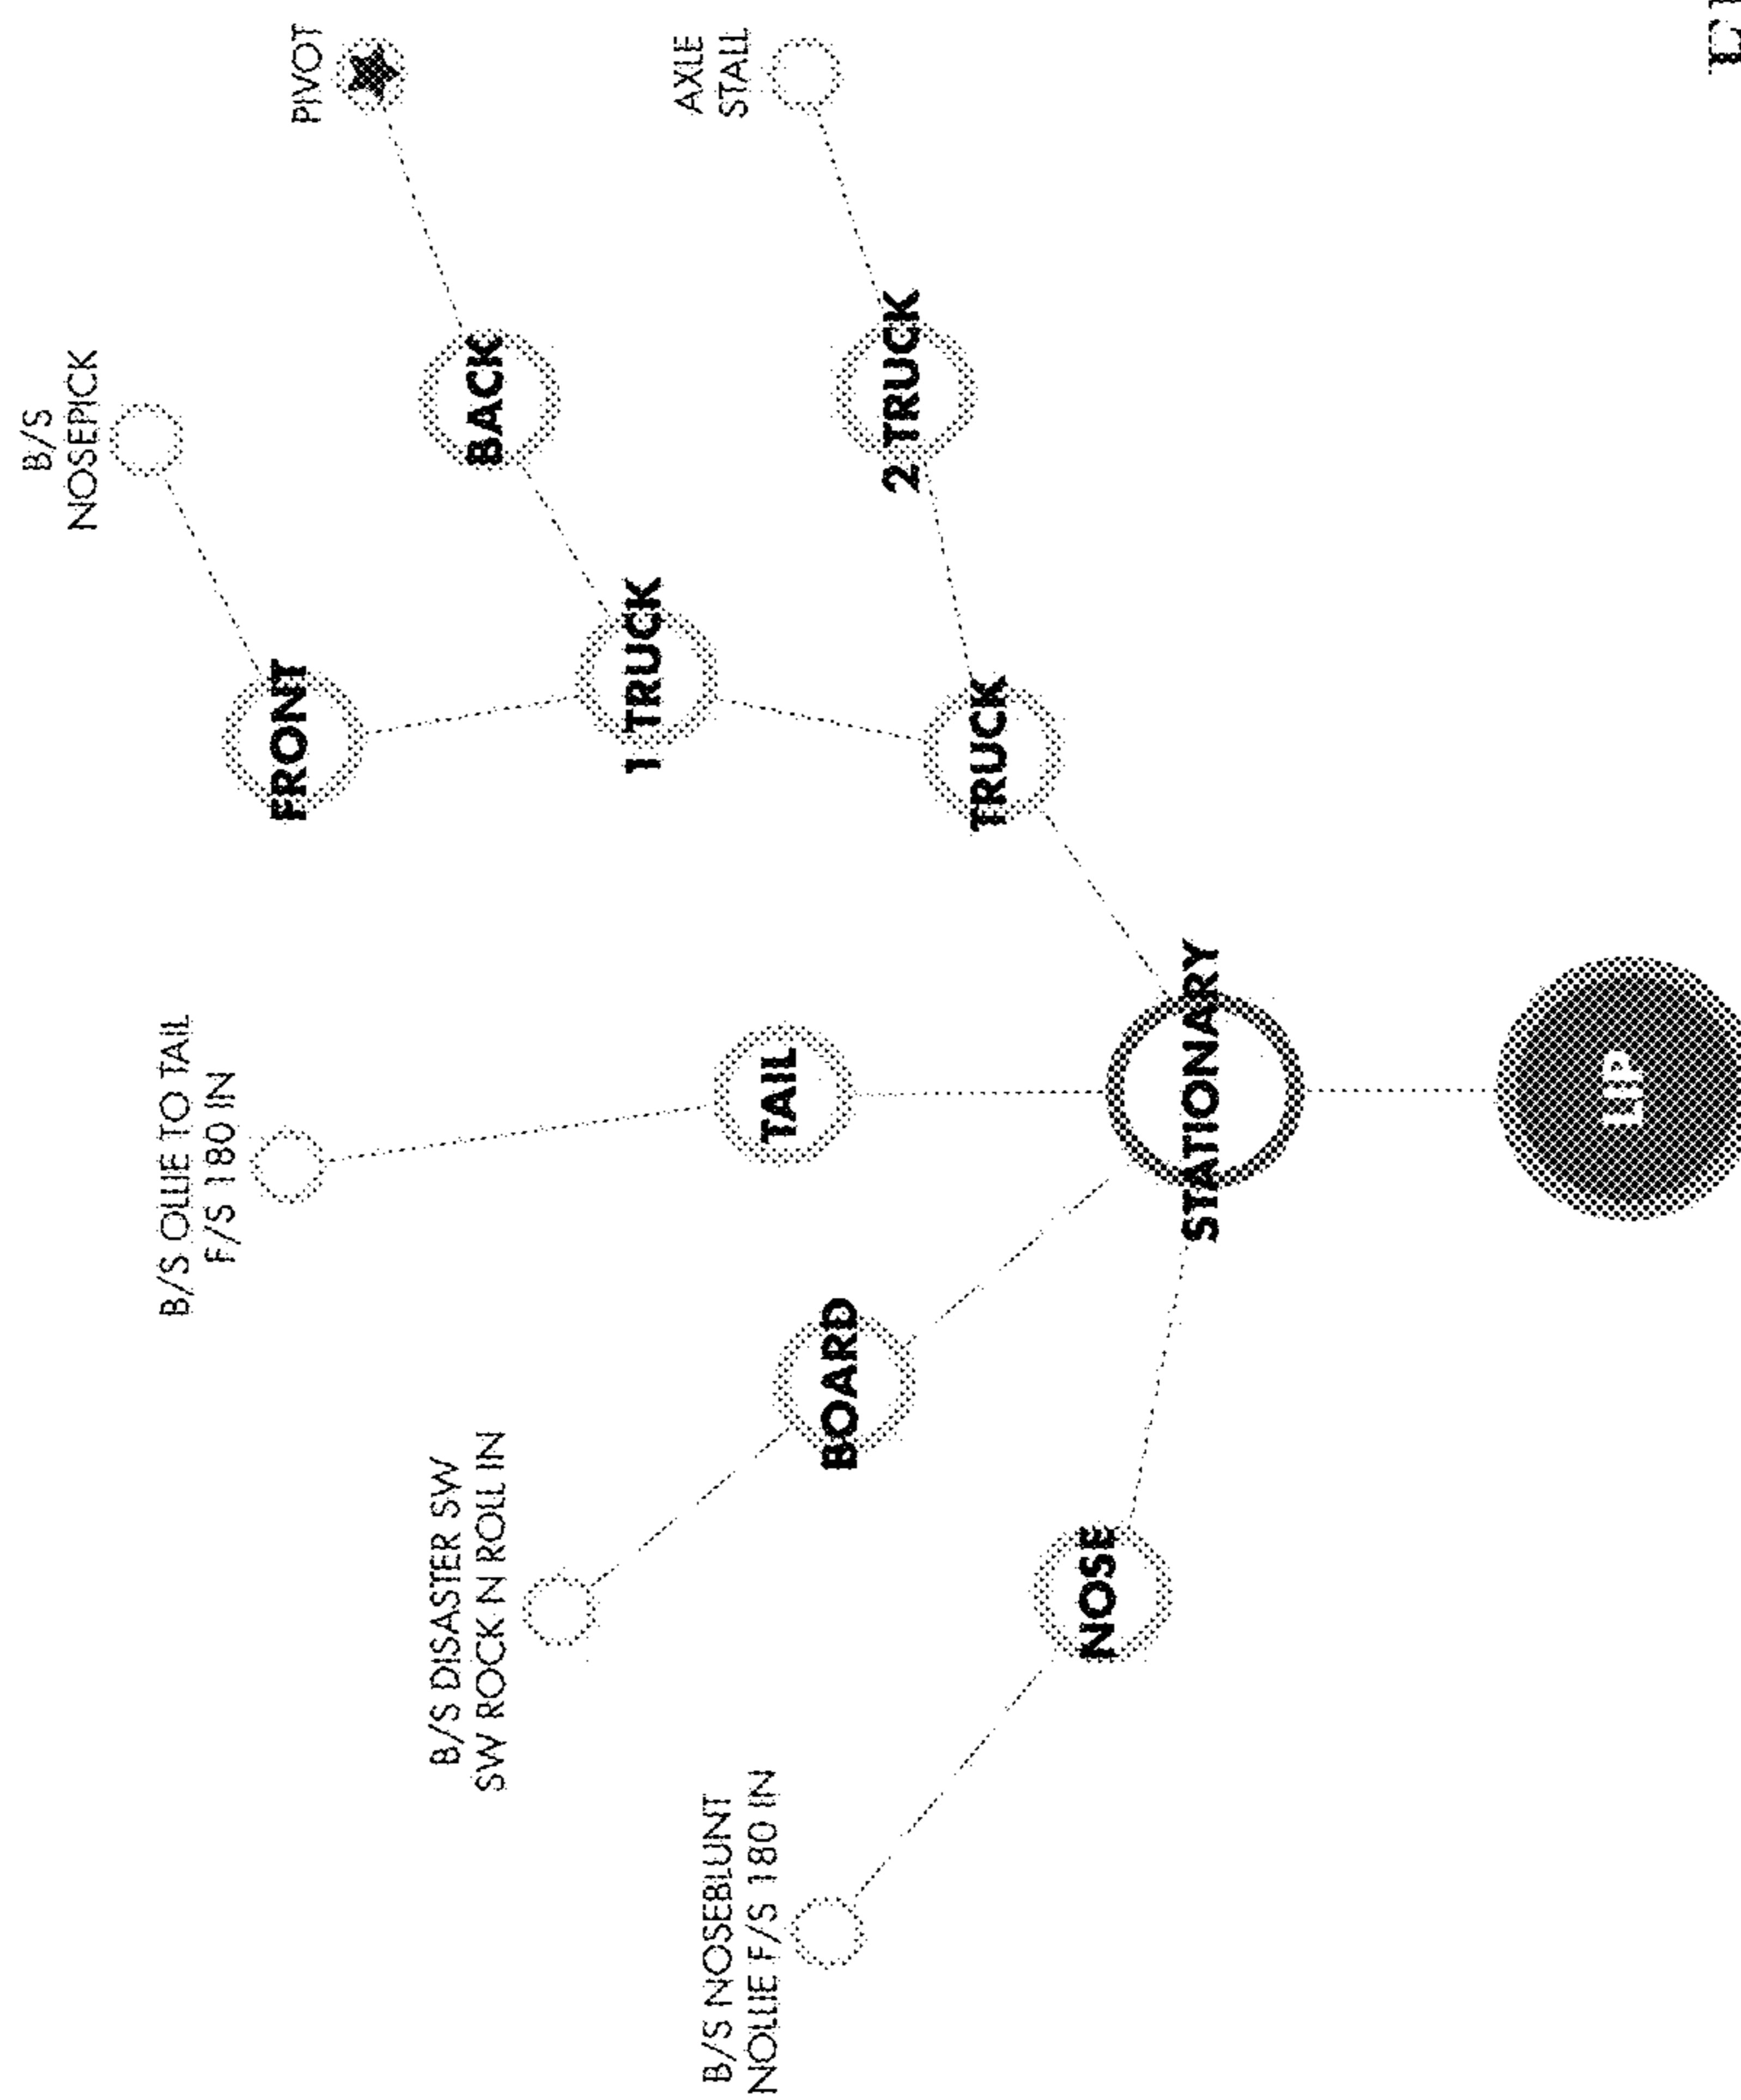 B/S
NOSEPICK
B/S OLLIE TO TAIL
F/S 180 IN
FRONT
PIVOT
B/S DISASTER SW
SW ROCK N ROLL IN
BACK
1 TRUCK
B/S NOSEBLUNT
NOLLIE F/S 180 IN
AXLE
STALL
TAIL
BOARD
2 TRUCK
TRUCK
NOSE
STATIONARY
LIP